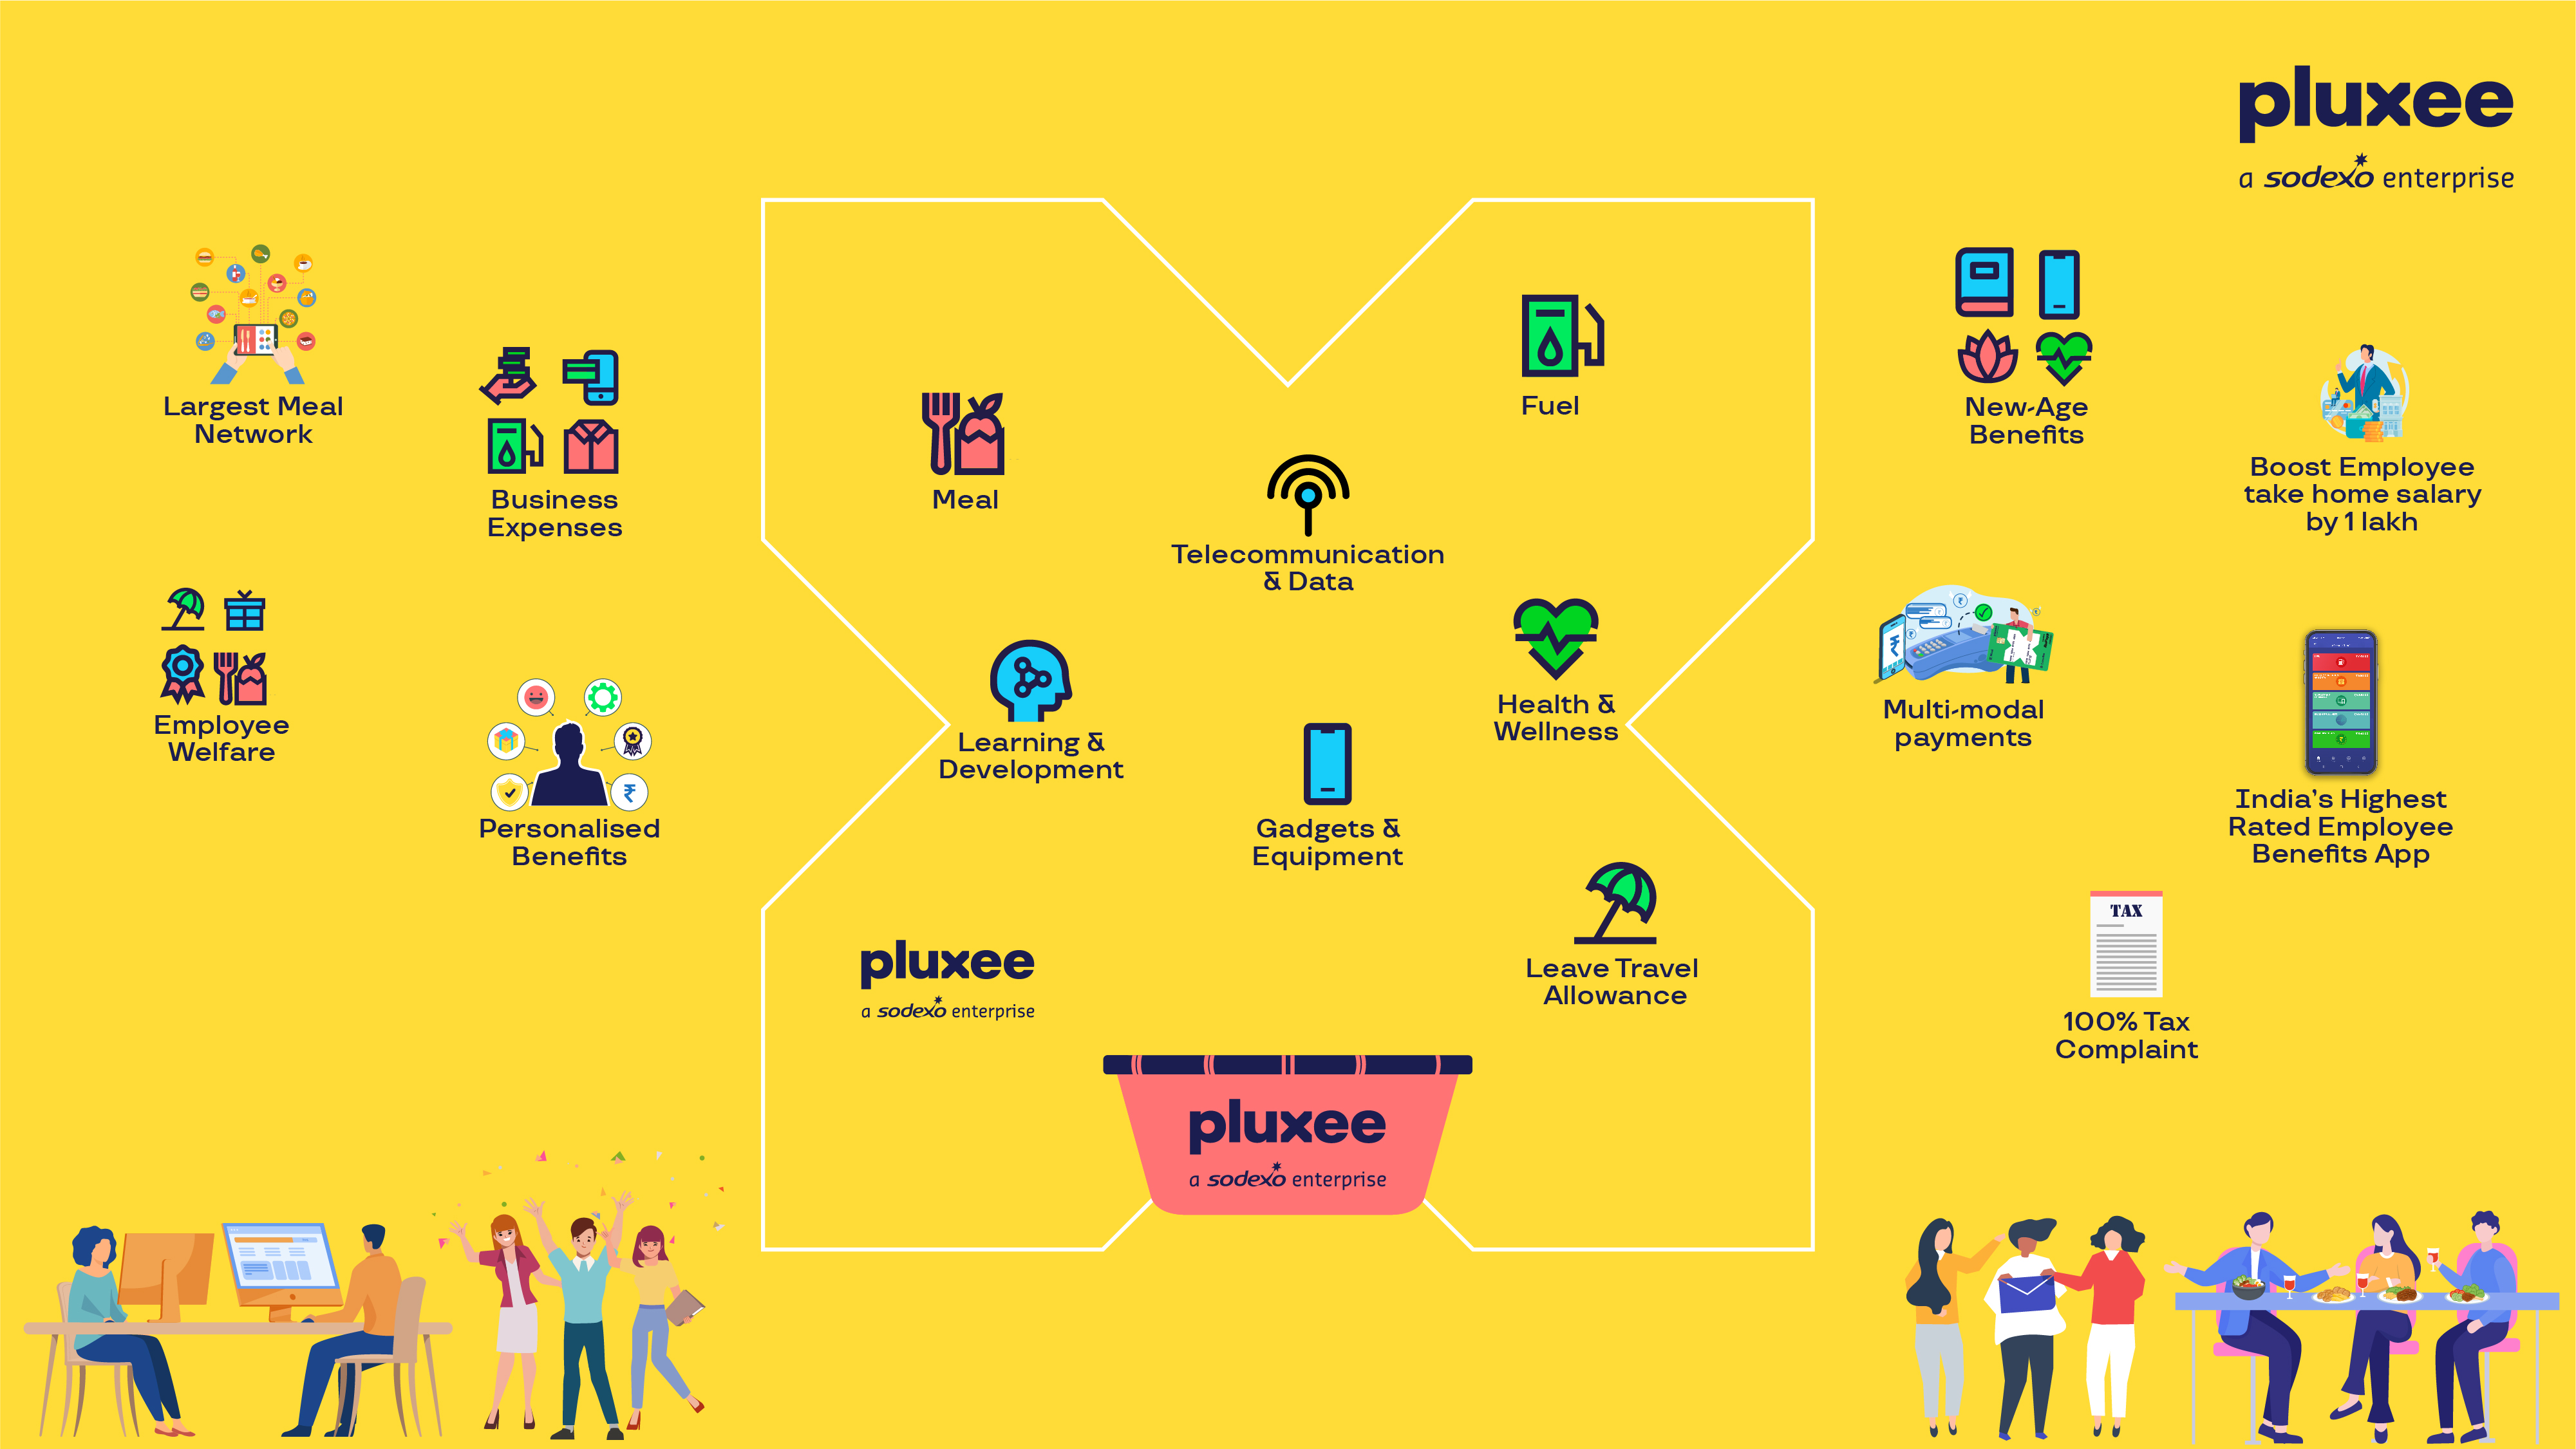 pluxee
a sodexo enterprise
Largest Meal
Network
Business
Expenses
Employee
Welfare
Personalised
Benefits
Meal
Fuel
Telecommunication
& Data
Learning &
Development
Health &
Wellness
Gadgets &
Equipment
Leave Travel
Allowance
pluxee
a sodexo enterprise
pluxee
a sodexo enterprise
New-Age
Benefits
Boost Employee
take home salary
by 1 lakh
Multi-modal
payments
India's Highest
Rated Employee
Benefits App
TAX
100% Tax
Complaint